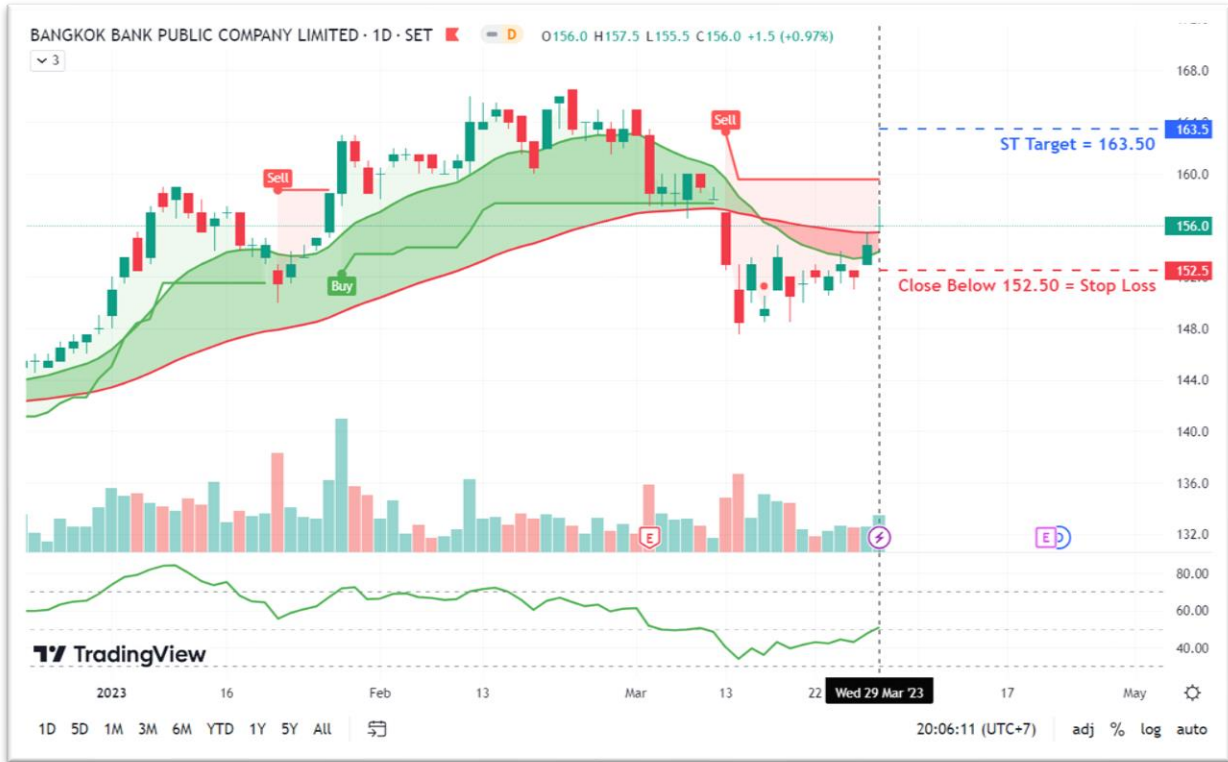 BANGKOK BANK PUBLIC COMPANY LIMITED · 1D · SET D O156.0 H157.5 L155.5 C156.0 +1.5 (+0.97%)
3
168.0
Sell
163.5
ST Target = 163.50
160.0
Sell
156.0
152.5
Buy
Close Below 152.50 = Stop Loss
148.0
144.0
140.0
136.0
E
E
132.0
80.00
60.00
TradingView
40.00
2023 16 Feb 13 Mar 13 22 Wed 29 Mar '23 17 May
1D 5D 1M 3M 6M YTD 1Y 5Y All 20:06:11 (UTC+7) adj % log auto